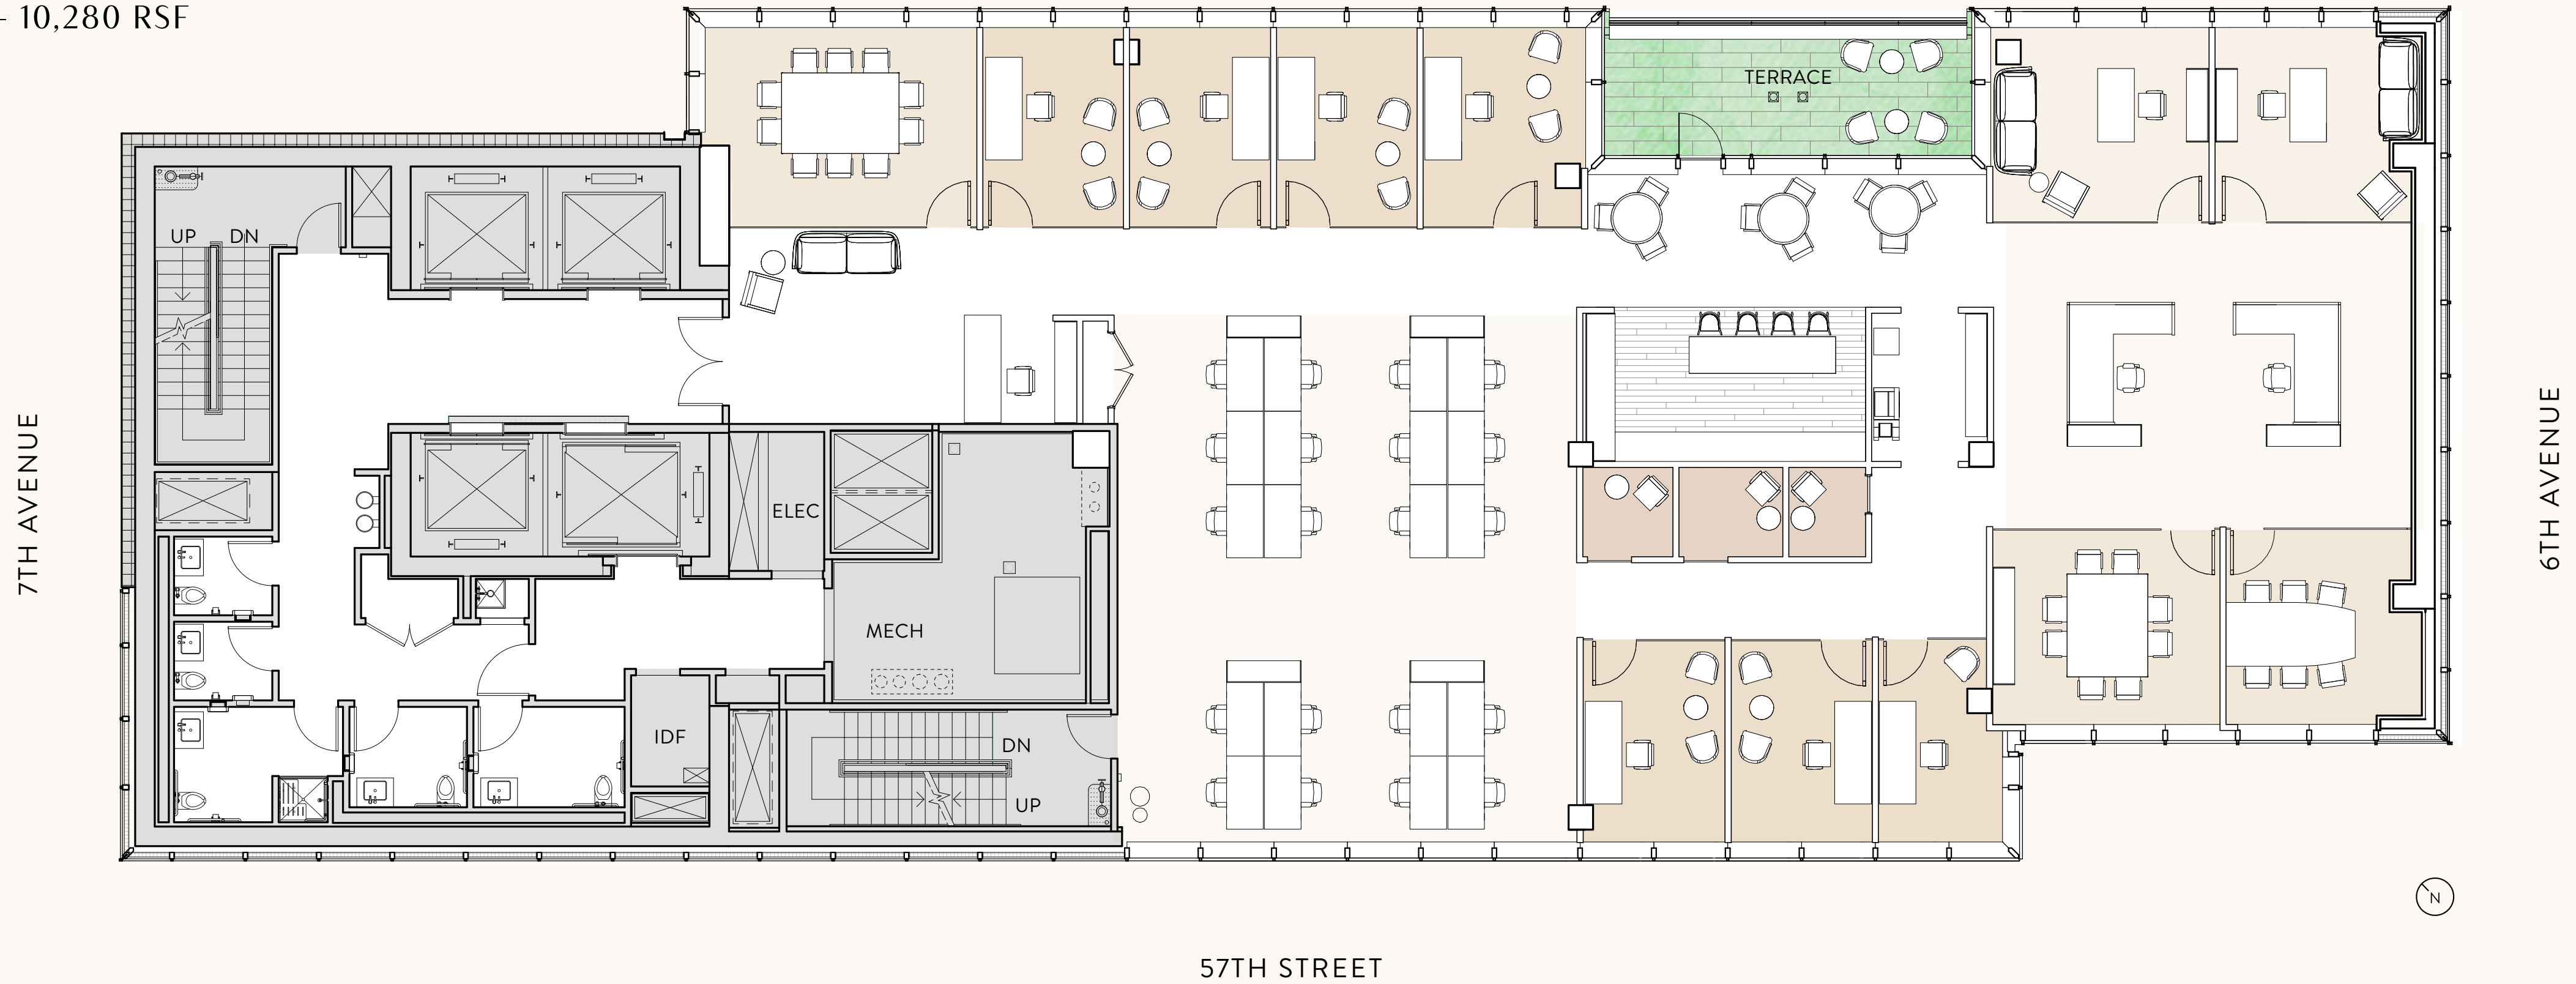 – 10,280 RSF
TERRACE
UP DN
7TH AVENUE
6TH AVENUE
ELEC
MECH
IDF
DN
UP
N
57TH STREET